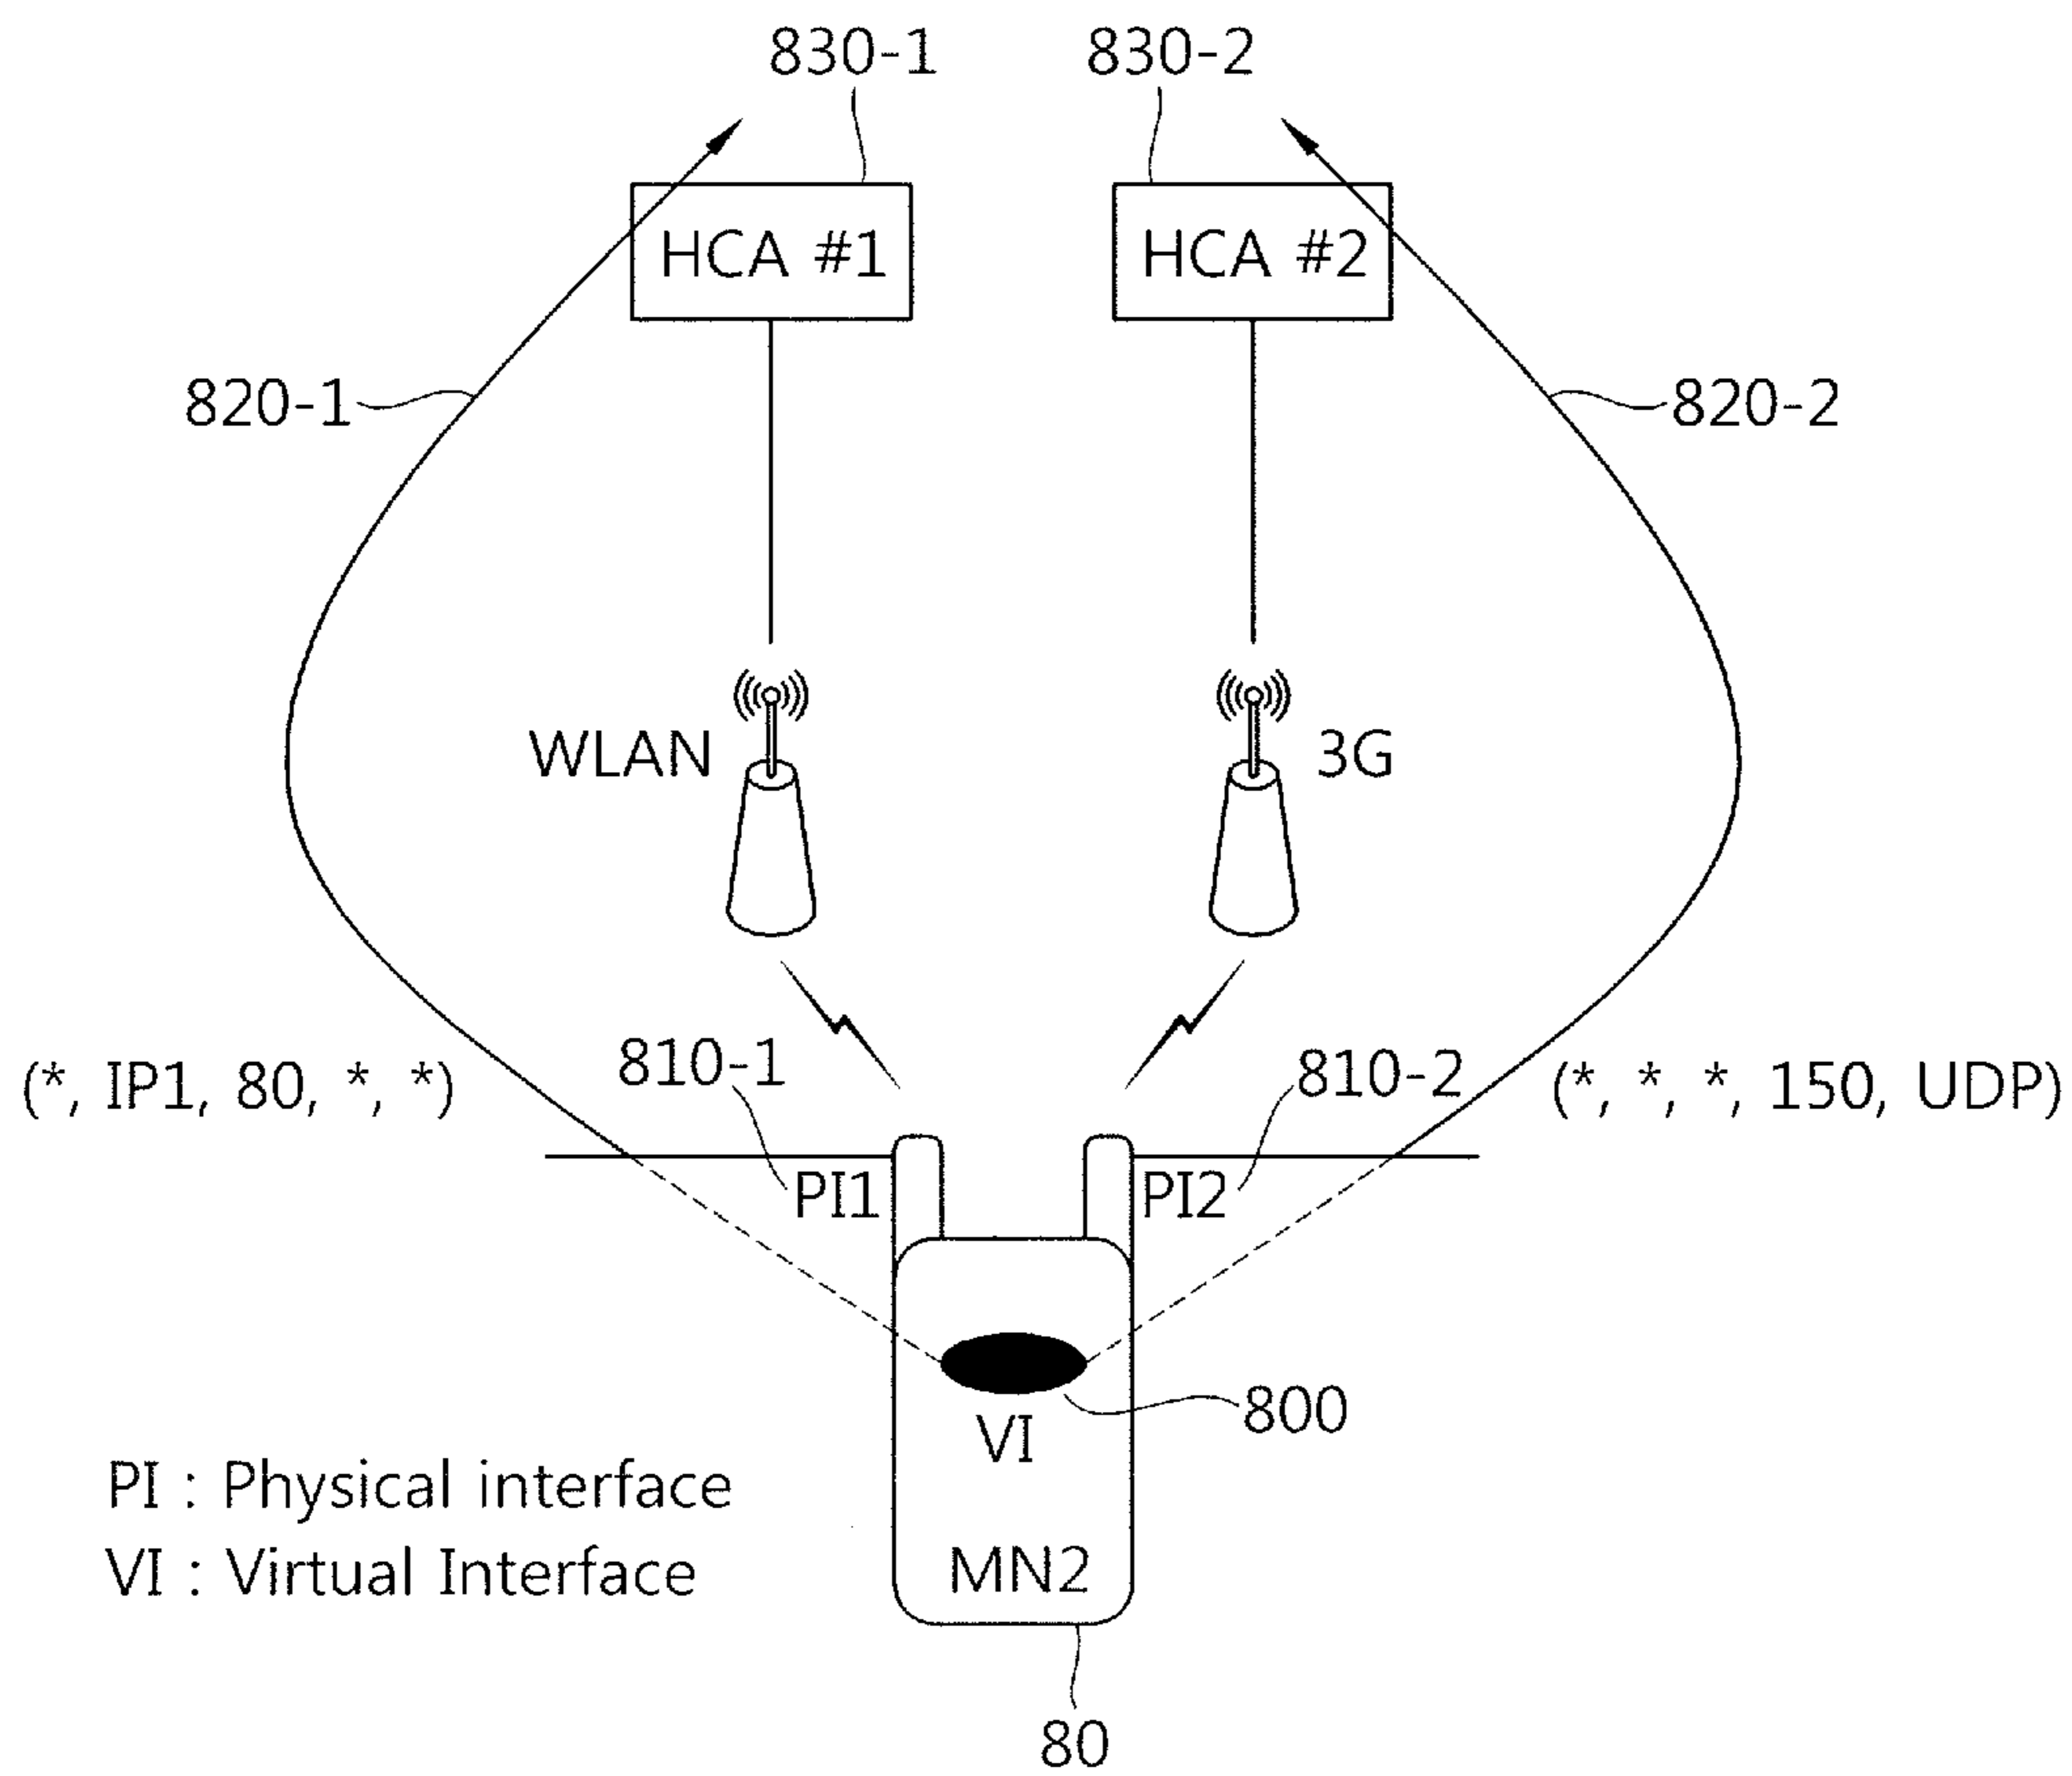 830-1
830-2
HCA #1
HCA #2
820-1
820-2
WLAN
3G
810-1
810-2
(*, IP1, 80, *, *)
(*, *, *, 150, UDP)
PI1
PI2
800
VI
PI : Physical interface
VI : Virtual Interface
MN2
80